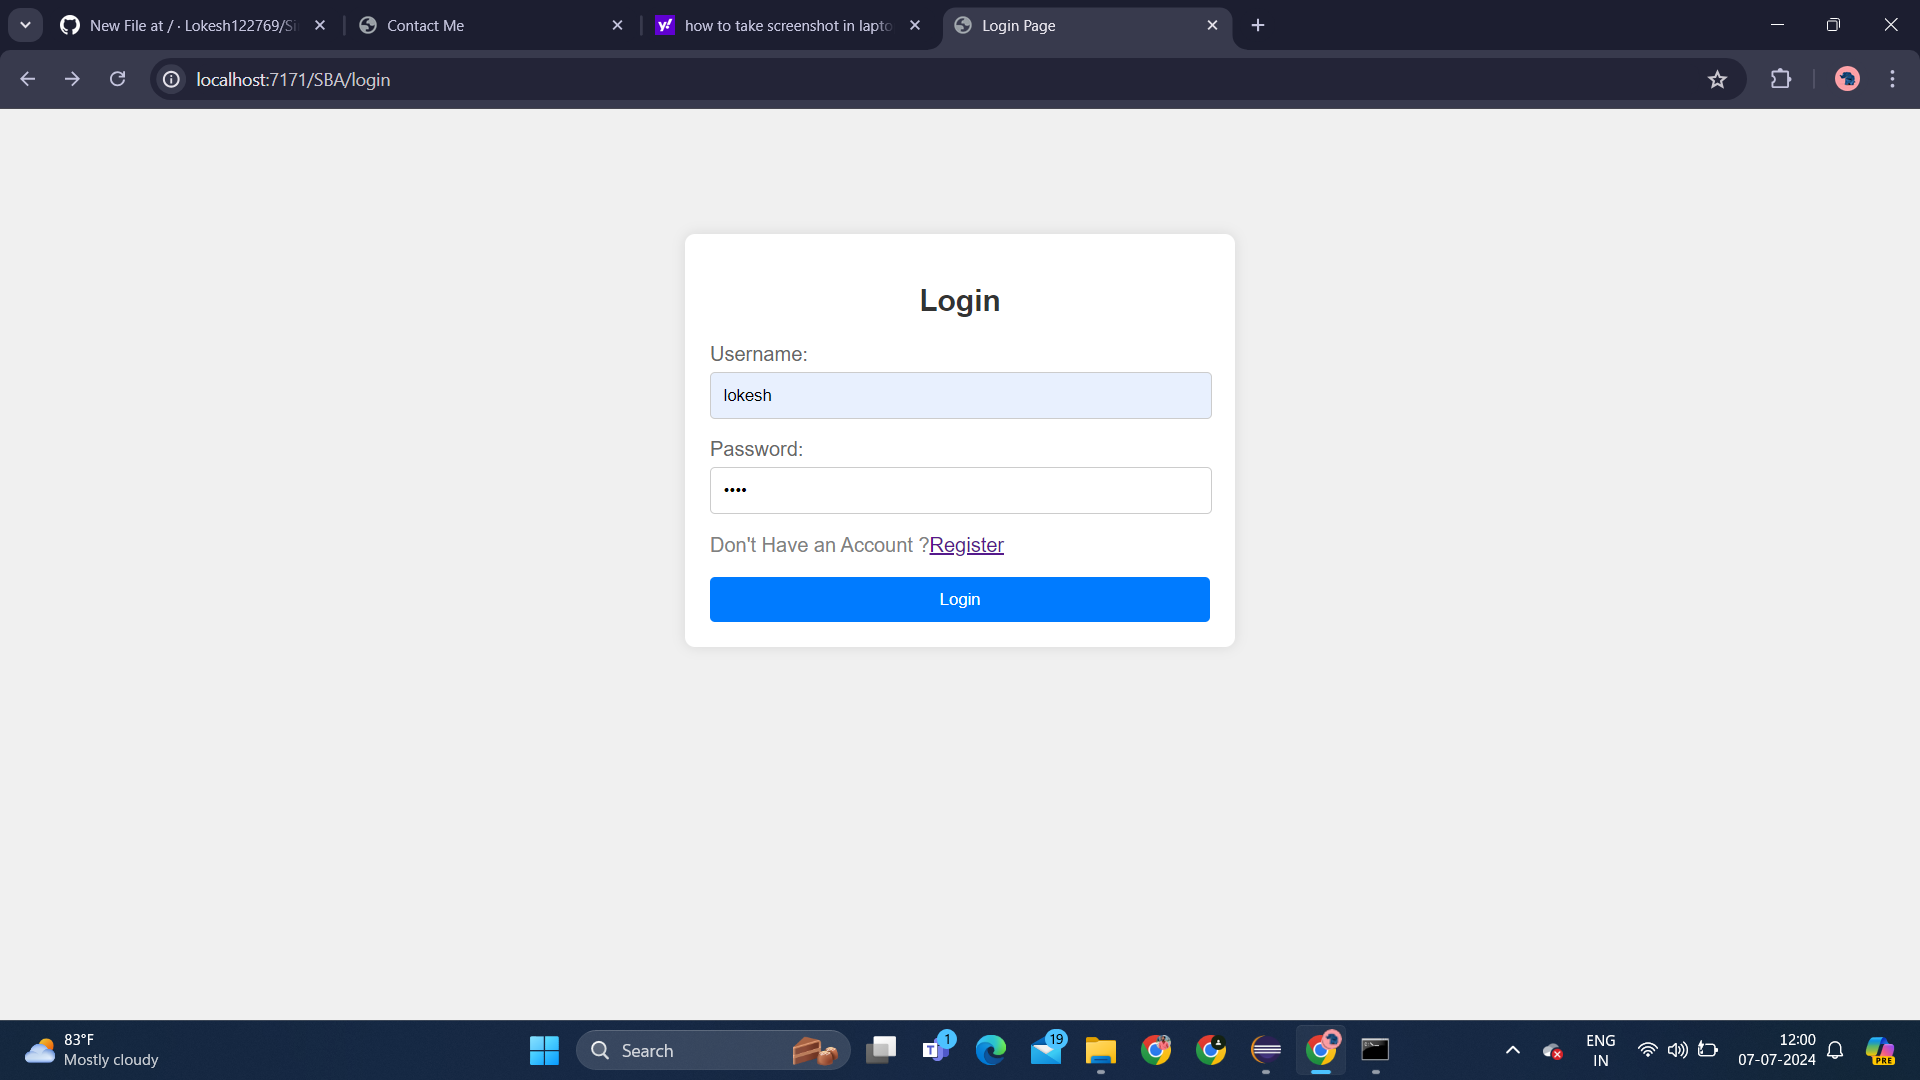 New File at / · Lokesh122769/Si
Contact Me
y!
how to take screenshot in lapto
Login Page
localhost:7171/SBA/login
Login
Username:
lokesh
Password:
••••
Don't Have an Account ?Register
Login
83°F
Mostly cloudy
Search
T
1
19
ENG
IN
12:00
07-07-2024
PRE